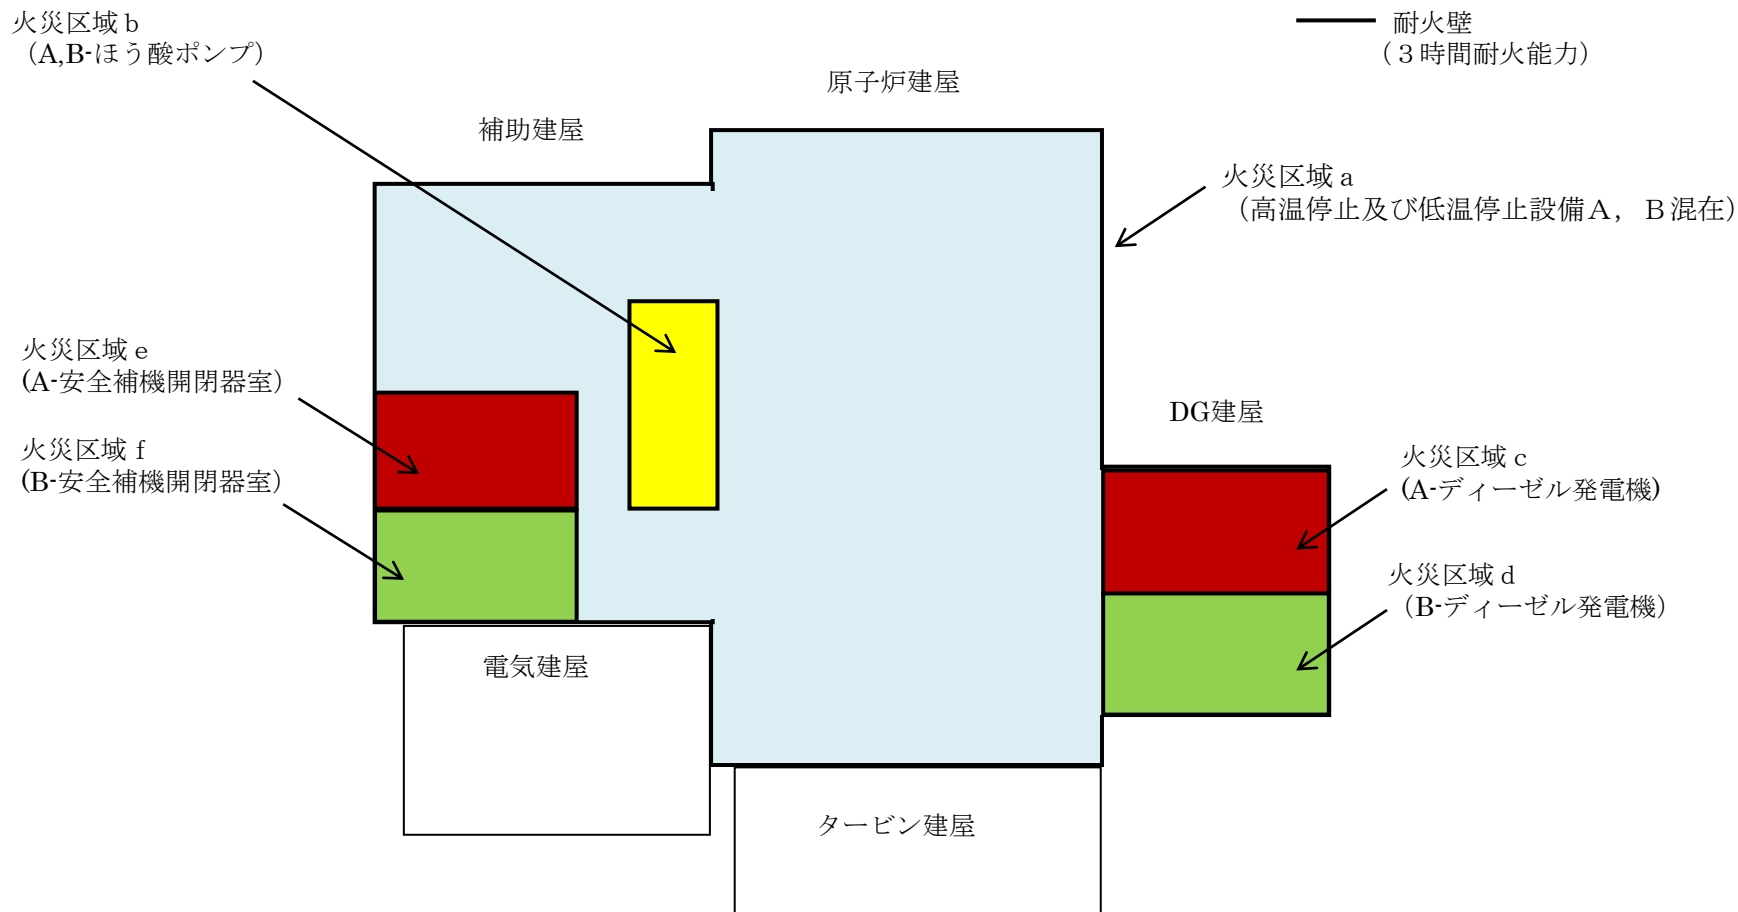 火災区域ｂ
（A,B-ほう酸ポンプ）
耐火壁
（３時間耐火能力）
原子炉建屋
補助建屋
火災区域ａ
（高温停止及び低温停止設備Ａ，Ｂ混在）
火災区域ｅ
(A-安全補機開閉器室）
DG建屋
火災区域ｆ
(B-安全補機開閉器室）
火災区域ｃ
(A-ディーゼル発電機)
火災区域ｄ
（B-ディーゼル発電機）
電気建屋
タービン建屋